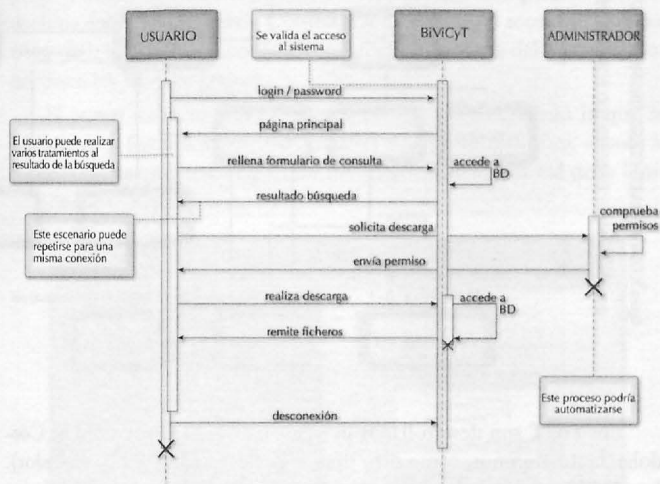 USUARIO
Se valida el acceso
al sistema
BiViCyT
ADMINISTRADOR
login / password
página principal
El usuario puede realizar
varios tratamientos al
resultado de la búsqueda
rellena formulario de consulta
accede a
BD
resultado búsqueda
Este escenario puede
repetirse para una
misma conexión
solicita descarga
comprueba
permisos
envía permiso
realiza descarga
accede a
BD
remite ficheros
Este proceso podría
automatizarse
desconexión